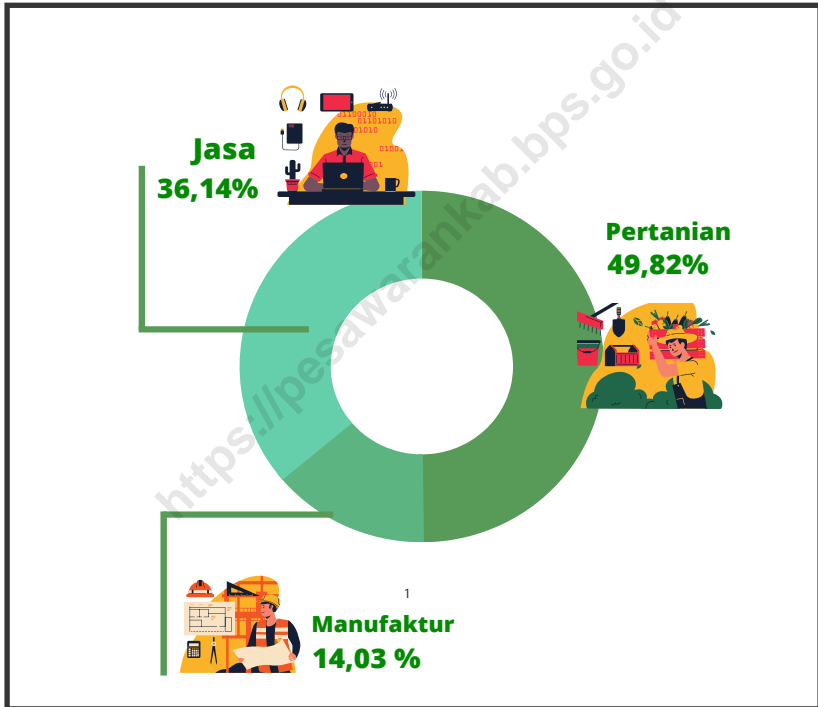 Jasa
36,14%
Pertanian
49,82%
1
Manufaktur
14,03 %
https://pesawarankab.bps.go.id